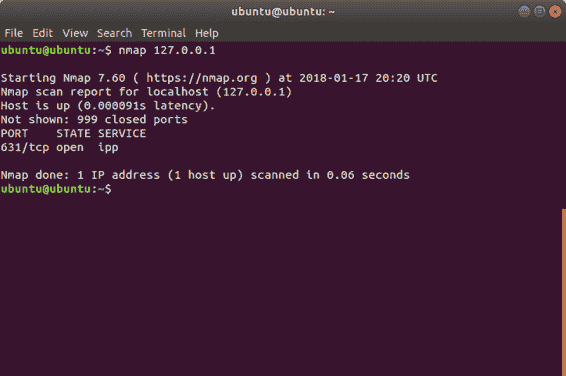 ubuntu@ubuntu: ~
File Edit View Search Terminal Help
ubuntu@ubuntu:~$ nmap 127.0.0.1
Starting Nmap 7.60 ( https://nmap.org ) at 2018-01-17 20:20 UTC
Nmap scan report for localhost (127.0.0.1)
Host is up (0.000091s latency).
Not shown: 999 closed ports
PORT    STATE SERVICE
631/tcp open  ipp
Nmap done: 1 IP address (1 host up) scanned in 0.06 seconds
ubuntu@ubuntu:~$